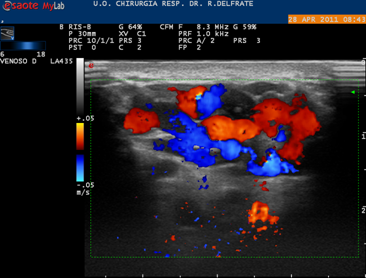 esaote MyLab
U.O. CHIRURGIA RESP. DR. R.DELFRATE
28 APR 2011 08:43
B RIS-B G 64% CFM F 8.3 MHz G 59%
P 30mm XV C1 PRF 1.0 kHz
PRC 10/1/1 PRS 3 PRC A/ 2 PRS 3
PST 0 C 2 FP 2
6 18
VENOSO D LA435
+.05
-.05
m/s
1
2